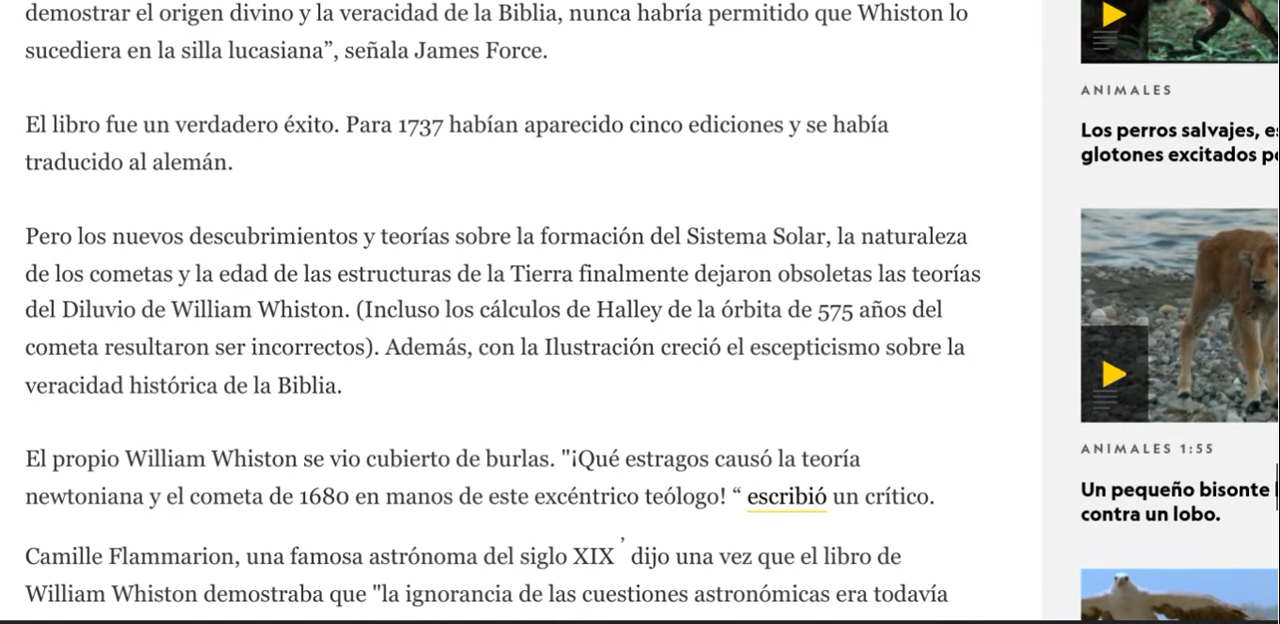 demostrar el origen divino y la veracidad de la Biblia, nunca habría permitido que Whiston lo
sucediera en la silla lucasiana”, señala James Force.
El libro fue un verdadero éxito. Para 1737 habían aparecido cinco ediciones y se había
traducido al alemán.
Pero los nuevos descubrimientos y teorías sobre la formación del Sistema Solar, la naturaleza
de los cometas y la edad de las estructuras de la Tierra finalmente dejaron obsoletas las teorías
del Diluvio de William Whiston. (Incluso los cálculos de Halley de la órbita de 575 años del
cometa resultaron ser incorrectos). Además, con la Ilustración creció el escepticismo sobre la
veracidad histórica de la Biblia.
El propio William Whiston se vio cubierto de burlas. "¡Qué estragos causó la teoría
newtoniana y el cometa de 1680 en manos de este excéntrico teólogo! “ escribió un crítico.
Camille Flammarion, una famosa astrónoma del siglo XIX ’ dijo una vez que el libro de
William Whiston demostraba que "la ignorancia de las cuestiones astronómicas era todavía
ANIMALES
Los perros salvajes,
glotones excitados
ANIMALES 1:55
Un pequeño bisonte
contra un lobo.